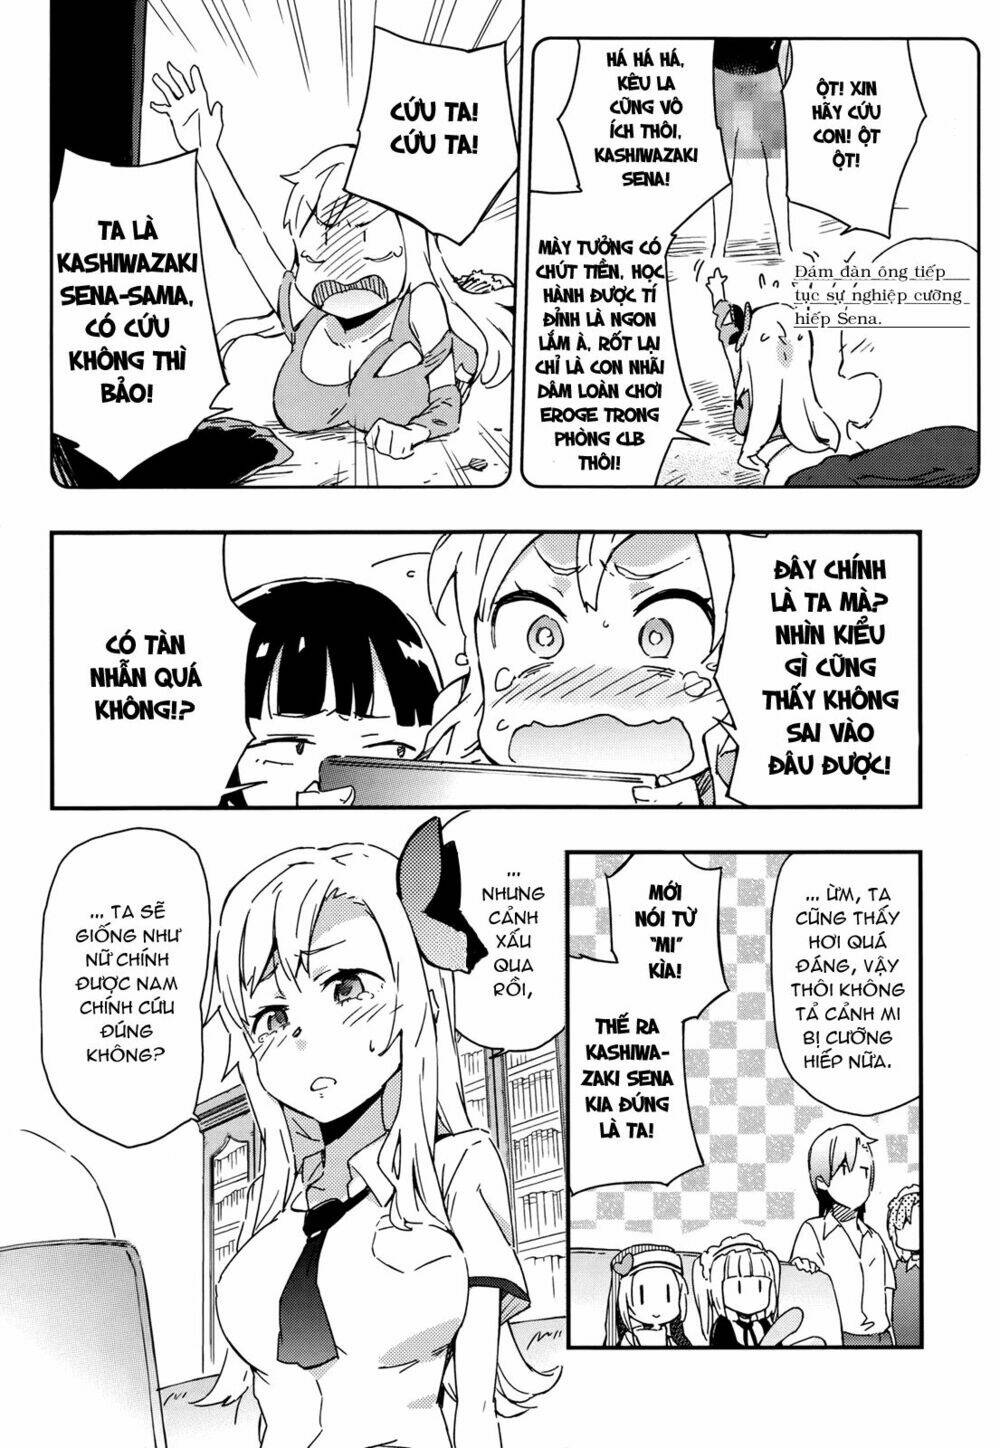 ỘT! XIN
HÃY CỨU
CON! ỘT
ỘT!
HÁ HÁ HÁ,
KÊU LA
CŨNG VÔ
ÍCH THÔI,
KASHIWAZAKI
SENA!
Đám đàn ông tiếp
tục sự nghiệp cưỡng
hiếp Sena.
MÀY TƯỞNG CÓ
CHÚT TIỀN, HỌC
HÀNH ĐƯỢC TÍ
ĐỈNH LÀ NGON
LẮM À, RỐT LẠI
CHỈ LÀ CON NHÃI
DÂM LOÀN CHƠI
EROGE TRONG
PHÒNG CLB
THÔI!
CỨU TA!
CỨU TA!
TA LÀ
KASHIWAZAKI
SENA-SAMA,
CÓ CỨU
KHÔNG THÌ
BẢO!
ĐÂY CHÍNH
LÀ TA MÀ?
NHÌN KIỂU
GÌ CŨNG
THẤY KHÔNG
SAI VÀO
ĐÂU ĐƯỢC!
CÓ TÀN
NHẪN QUÁ
KHÔNG!?
... ỪM, TA
CŨNG THẤY
HƠI QUÁ
ĐÁNG, VẬY
THÔI KHÔNG
TẢ CẢNH MI
BỊ CƯỠNG
HIẾP NỮA.
MỚI
NÓI TỪ
"MI"
KÌA!
THẾ RA
KASHIWA-
ZAKI SENA
KIA ĐÚNG
LÀ TA!
...
NHƯNG
CẢNH
XẤU
QUA
RỒI,
... TA SẼ
GIỐNG NHƯ
NỮ CHÍNH
ĐƯỢC NAM
CHÍNH CỨU
ĐÚNG
KHÔNG?